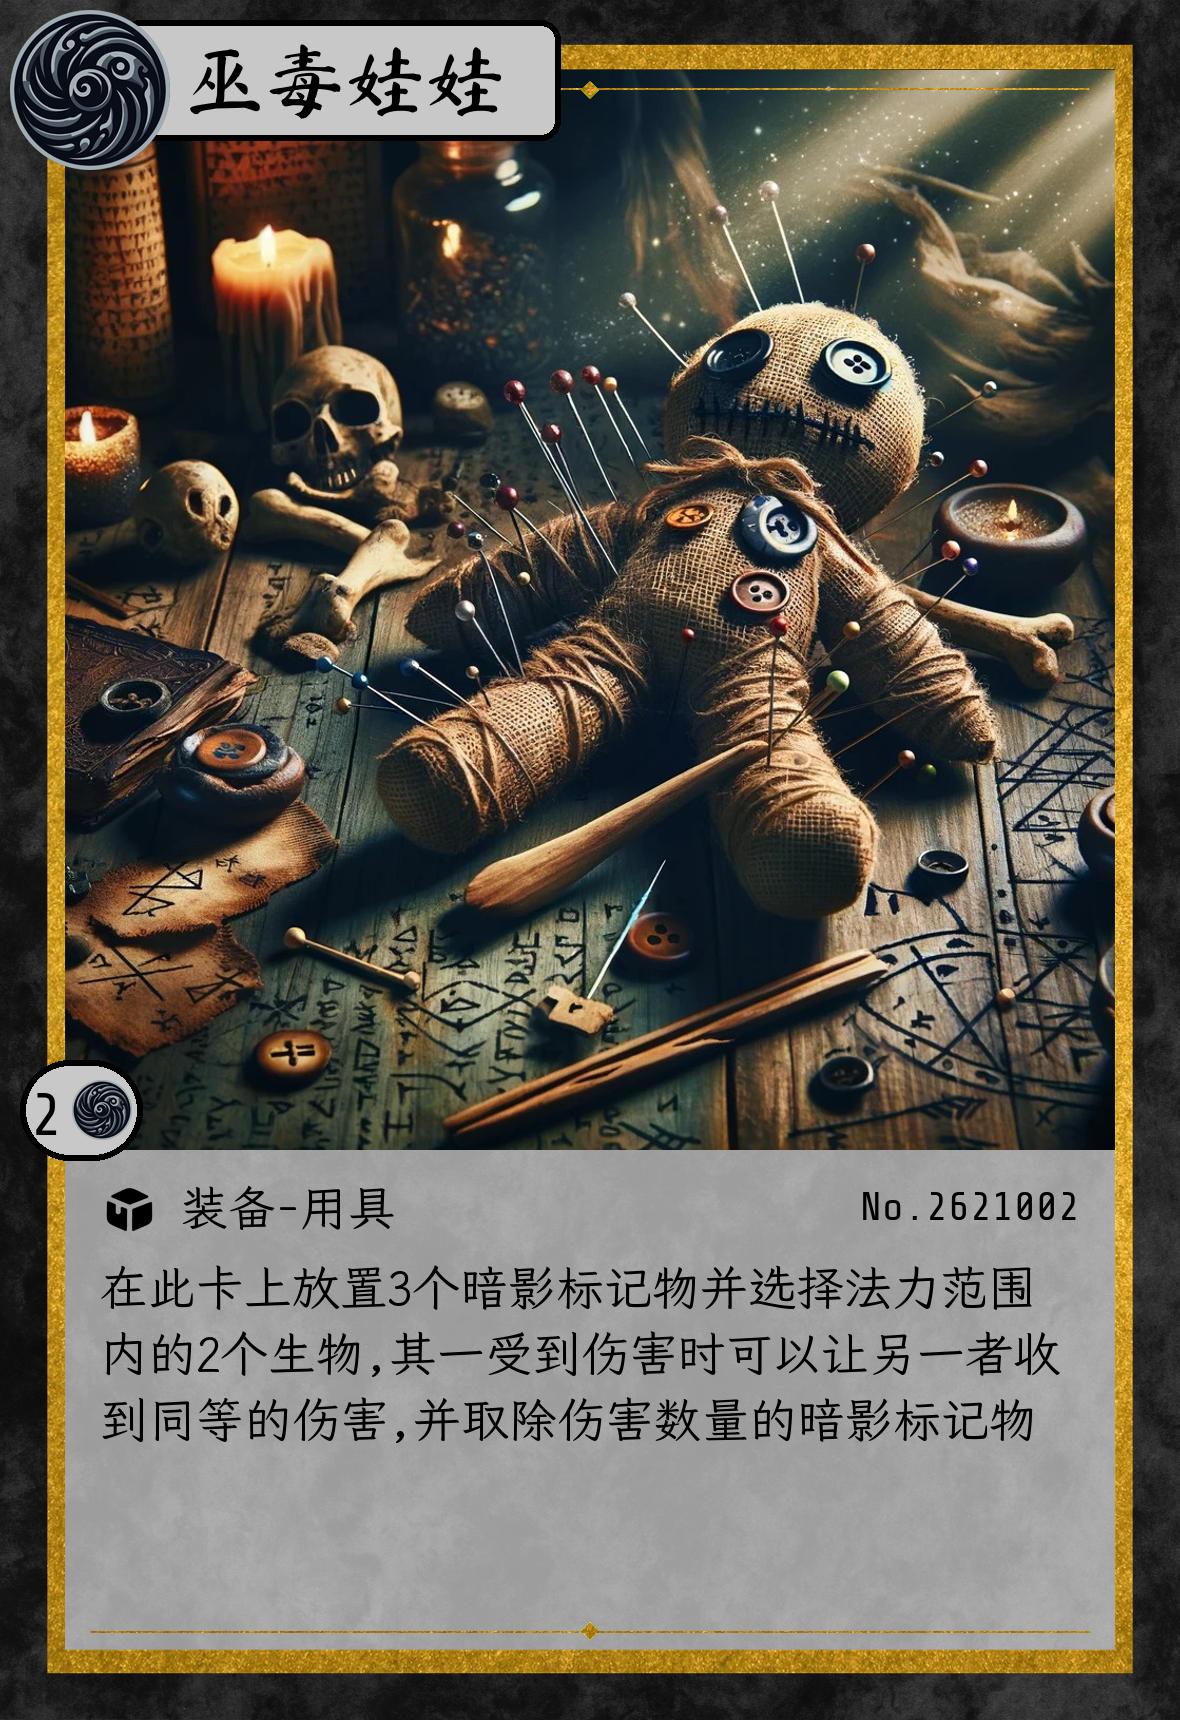 巫毒娃娃
2
装备-用具
No.2621002
在此卡上放置3个暗影标记物并选择法力范围
内的2个生物,其一受到伤害时可以让另一者收
到同等的伤害,并取除伤害数量的暗影标记物